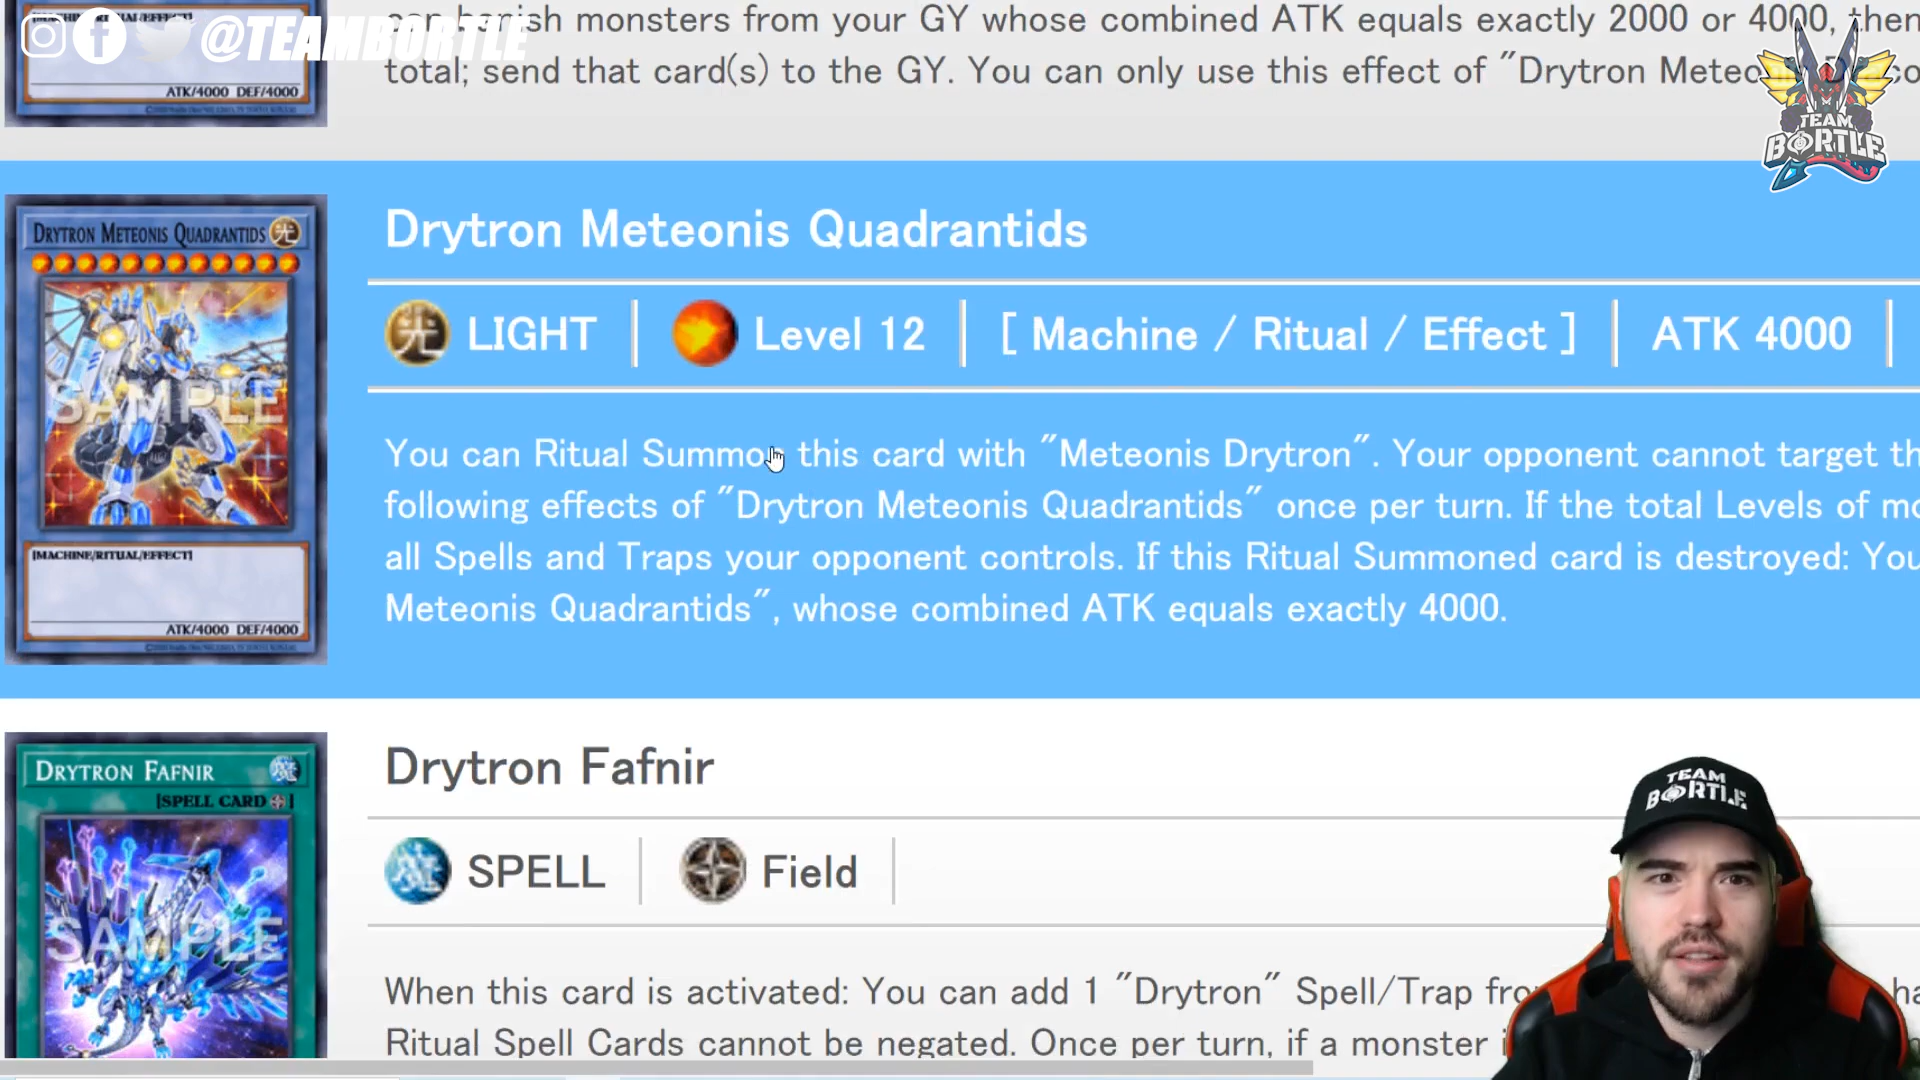 @TEAMBORTLE
monsters from your GY whose combined ATK equals exactly 2000 or 4000, then
total; send that card(s) to the GY. You can only use this effect of "Drytron
ATK/4000 DEF/4000
TEAM
BORTLE
DRYTRON METEONIS QUADRANTIDS 光
SAMPLE
[MACHINE/RITUAL/EFFECT]
ATK/4000 DEF/4000
Drytron Meteonis Quadrantids
光 LIGHT | Level 12 | [ Machine / Ritual / Effect ] | ATK 4000 |
You can Ritual Summon this card with "Meteonis Drytron". Your opponent cannot target
following effects of "Drytron Meteonis Quadrantids" once per turn. If the total Levels of
all Spells and Traps your opponent controls. If this Ritual Summoned card is destroyed: You
Meteonis Quadrantids", whose combined ATK equals exactly 4000.
DRYTRON FAFNIR 魔
[SPELL CARD]
SAMPLE
Drytron Fafnir
魔 SPELL | Field |
When this card is activated: You can add 1 "Drytron" Spell/Trap
Ritual Spell Cards cannot be negated. Once per turn, if a monster
TEAM
BORTLE